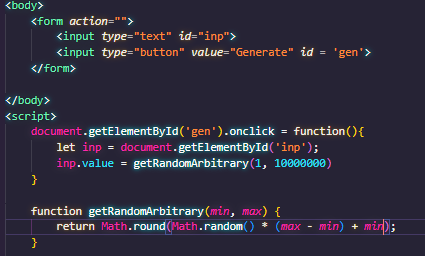 <body>
<form action="">
<input type="text" id="inp">
<input type="button" value="Generate" id = 'gen'>
</form>
</body>
<script>
document.getElementById('gen').onclick = function(){
let inp = document.getElementById('inp');
inp.value = getRandomArbitrary(1, 10000000)
}
function getRandomArbitrary(min, max) {
return Math.round(Math.random() * (max - min) + min);
}